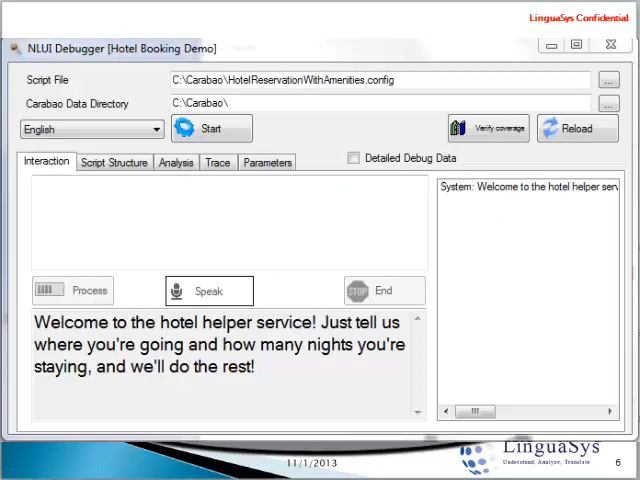 LinguaSys Confidential
NLUI Debugger [Hotel Booking Demo]
Script File
C:\Carabao\HotelReservationWithAmenities.config
...
Carabao Data Directory
C:\Carabao\
...
English
Start
Verify coverage
Reload
Interaction
Script Structure
Analysis
Trace
Parameters
Detailed Debug Data
System: Welcome to the hotel helper serv
Process
Speak
STOP
End
Welcome to the hotel helper service! Just tell us
where you're going and how many nights you're
staying, and we'll do the rest!
11/1/2013
LinguaSys
Understand, Analyze, Translate
6